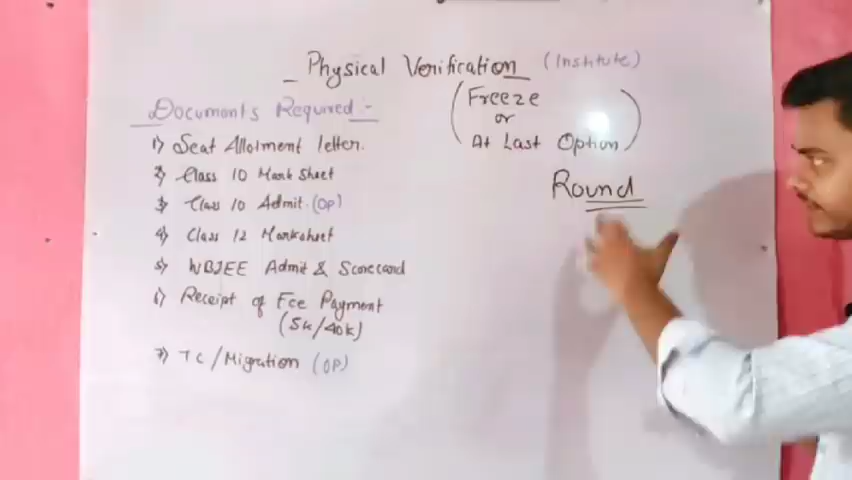 Physical Verification (Institute)
Documents Required :-
(Freeze
or
At Last Option)
Round
1) Seat Allotment letter.
2) Class 10 Mark Sheet
3) Class 10 Admit. (OP)
4) Class 12 Marksheet
5) WBJEE Admit & Scorecard
6) Receipt of Fee Payment
(5k/40k)
7) TC/Migration (OP)